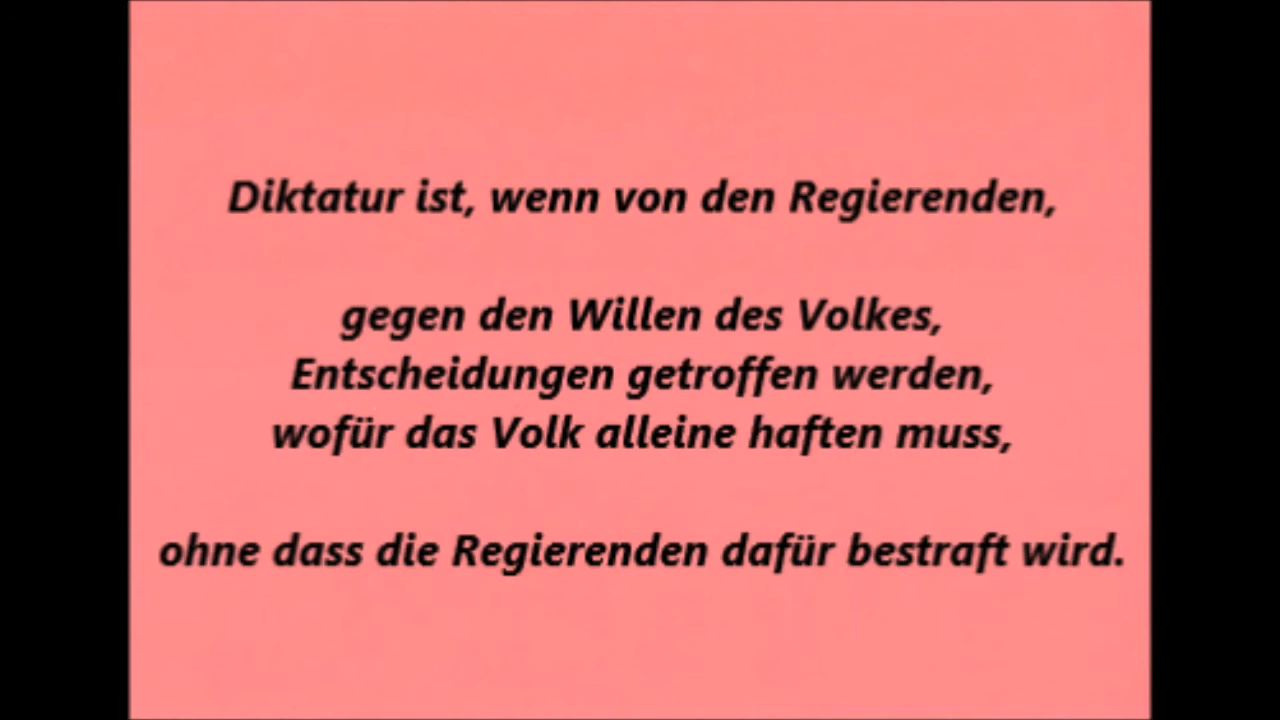 Diktatur ist, wenn von den Regierenden,
gegen den Willen des Volkes,
Entscheidungen getroffen werden,
wofür das Volk alleine haften muss,
ohne dass die Regierenden dafür bestraft wird.